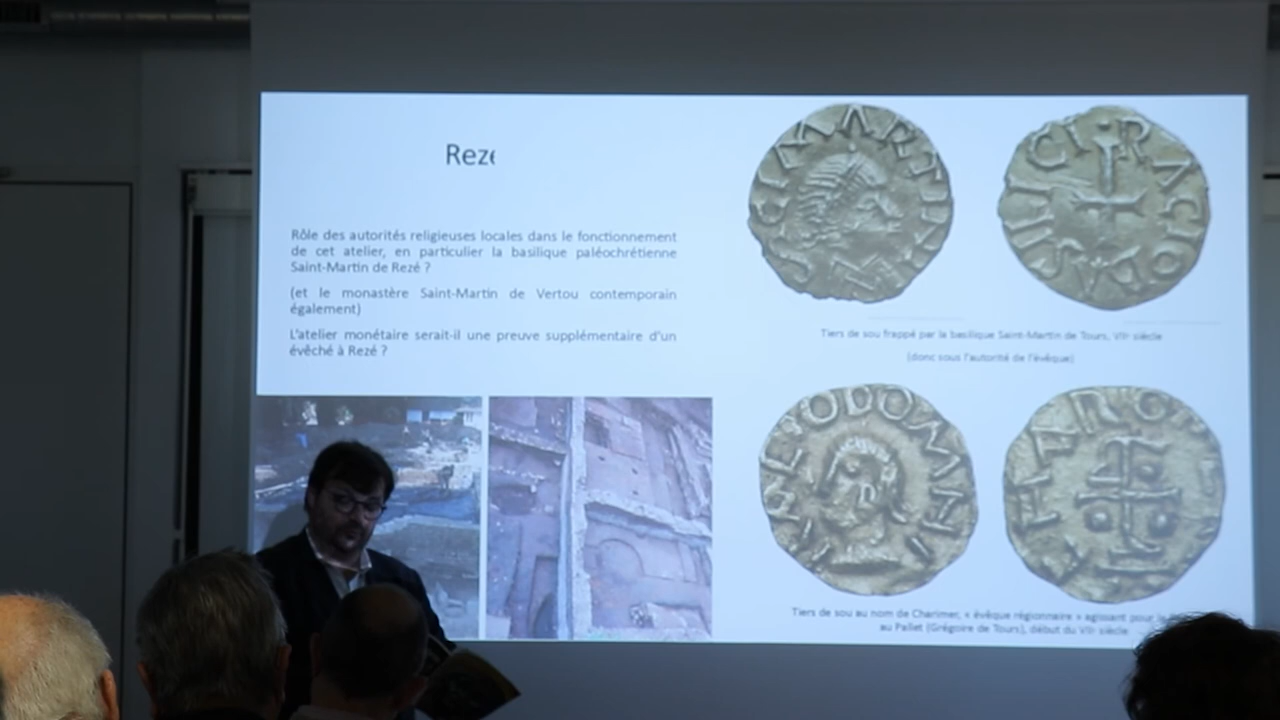 Rezé
Rôle des autorités religieuses locales dans le fonctionnement
de cet atelier, en particulier la basilique paléochrétienne
Saint-Martin de Rezé ?
(et le monastère Saint-Martin de Vertou contemporain
également)
L'atelier monétaire serait-il une preuve supplémentaire d'un
évêché à Rezé ?
Tiers de sou frappé par la basilique Saint-Martin de Tours, VIIe siècle
(donc sous l'autorité de l'évêque)
Tiers de sou au nom de Charimer, « évêque régionnaire » agissant pour
au Pallet (Grégoire de Tours), début du VIIe siècle